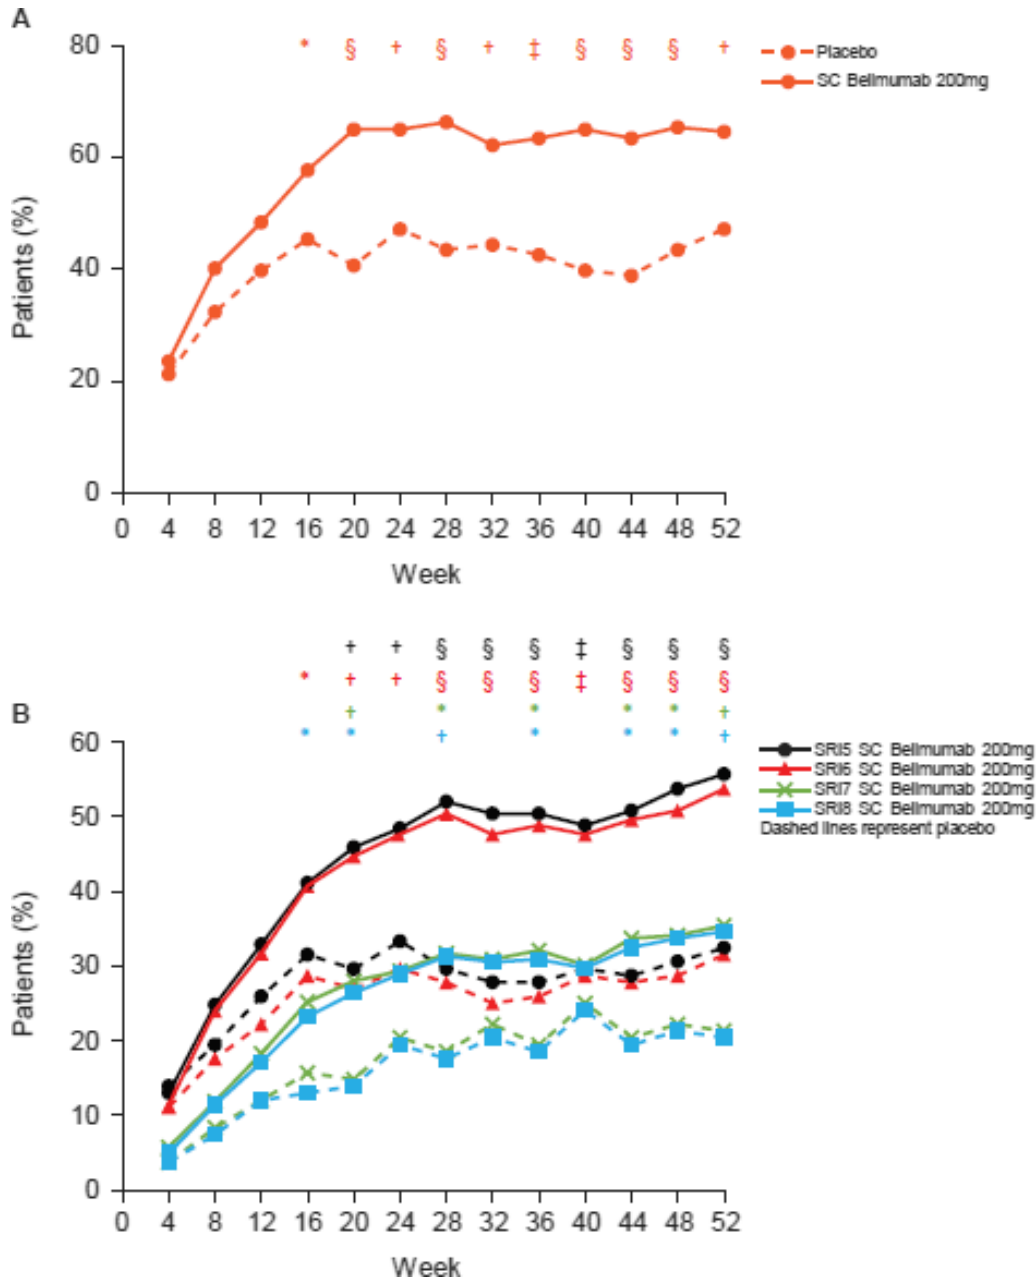 A
80
* § † § † ‡ § § § †
Placebo
SC Belimumab 200mg
60
40
20
0
Patients (%)
0 4 8 12 16 20 24 28 32 36 40 44 48 52
Week
† † § § § ‡ § § §
* † † § § § ‡ § § §
B
† * * * * †
* * † * * * †
60
SRI5 SC Belimumab 200mg
SRI6 SC Belimumab 200mg
SRI7 SC Belimumab 200mg
SRI8 SC Belimumab 200mg
Dashed lines represent placebo
50
40
30
20
10
0
Patients (%)
0 4 8 12 16 20 24 28 32 36 40 44 48 52
Week